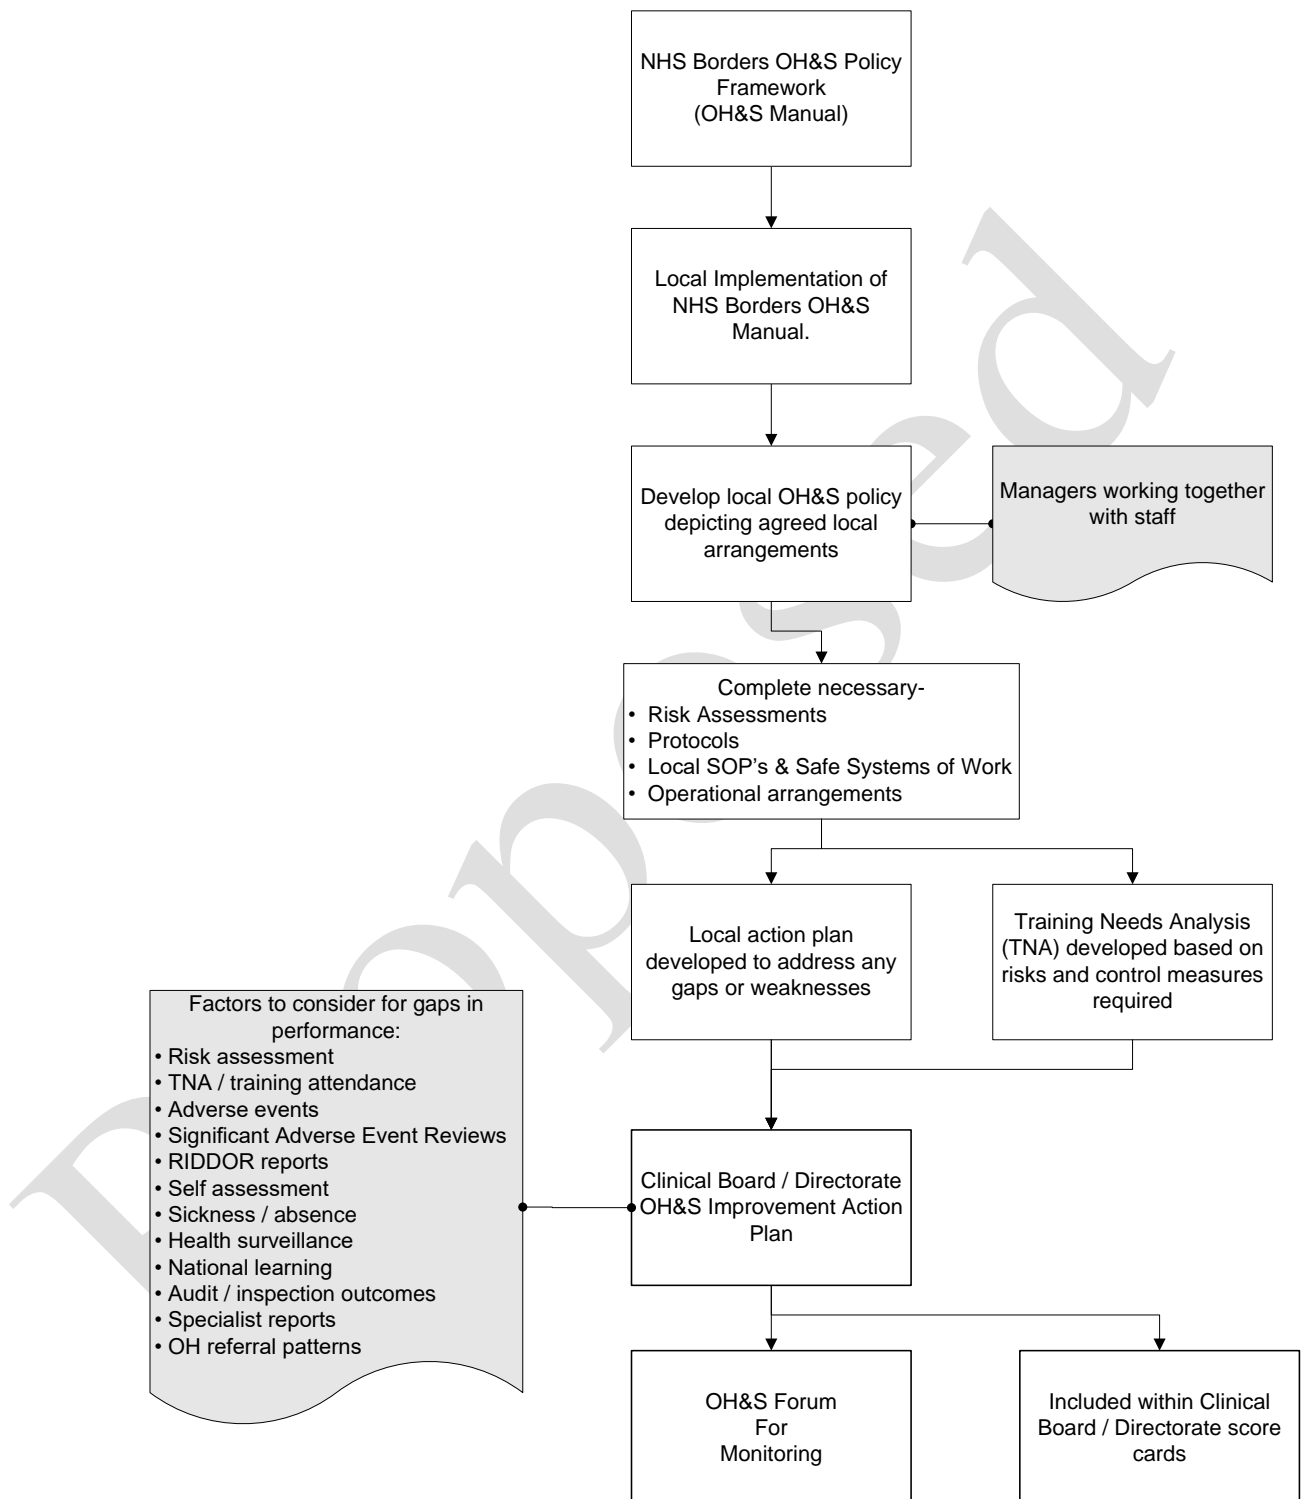 NHS Borders OH&S Policy
Framework
(OH&S Manual)
Local Implementation of
NHS Borders OH&S
Manual.
Develop local OH&S policy
depicting agreed local
arrangements
Managers working together
with staff
Complete necessary-
• Risk Assessments
• Protocols
• Local SOP's & Safe Systems of Work
• Operational arrangements
Local action plan
developed to address any
gaps or weaknesses
Training Needs Analysis
(TNA) developed based on
risks and control measures
required
Factors to consider for gaps in
performance:
• Risk assessment
• TNA / training attendance
• Adverse events
• Significant Adverse Event Reviews
• RIDDOR reports
• Self assessment
• Sickness / absence
• Health surveillance
• National learning
• Audit / inspection outcomes
• Specialist reports
• OH referral patterns
Clinical Board / Directorate
OH&S Improvement Action
Plan
OH&S Forum
For
Monitoring
Included within Clinical
Board / Directorate score
cards
Proposed